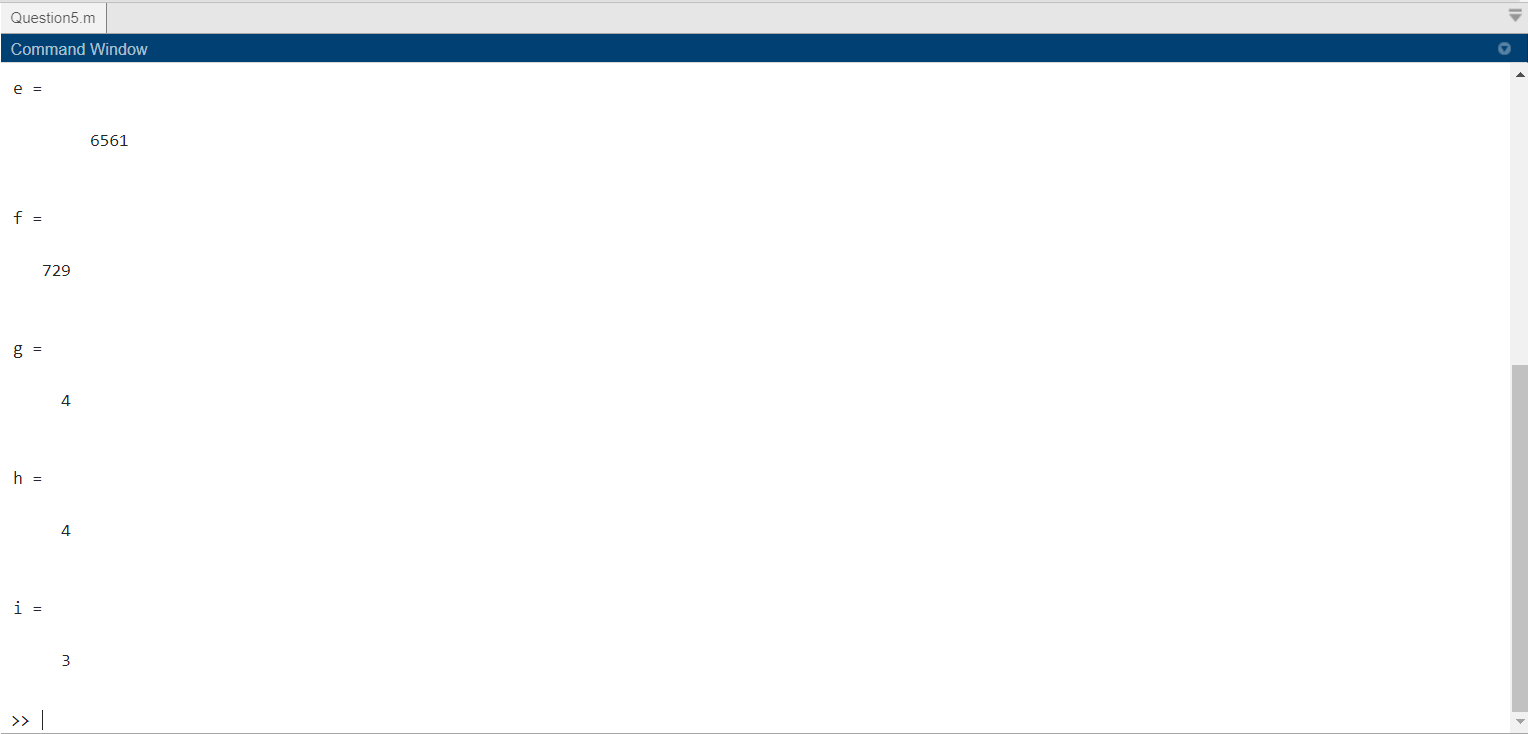 Question5.m
Command Window
e =
6561
f =
729
g =
4
h =
4
i =
3
>>